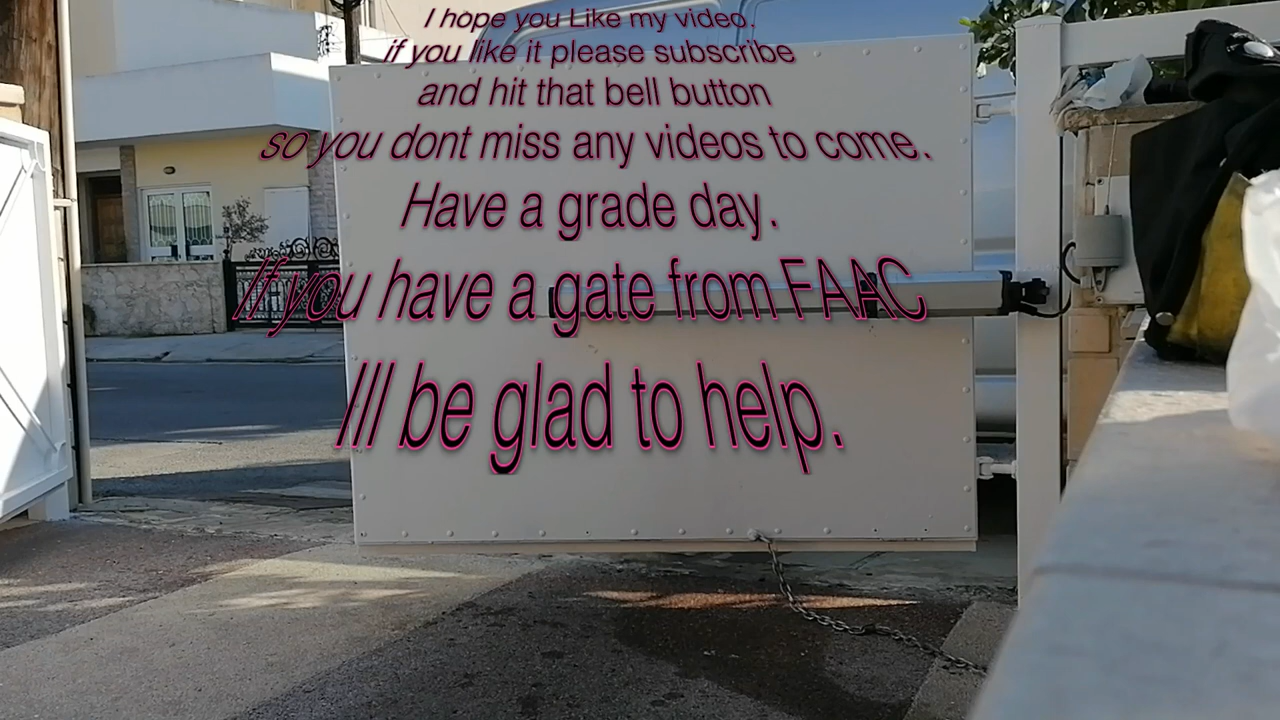 I hope you Like my video.
if you like it please subscribe
and hit that bell button
so you dont miss any videos to come.
Have a grade day.
If you have a gate from FAAC
Ill be glad to help.